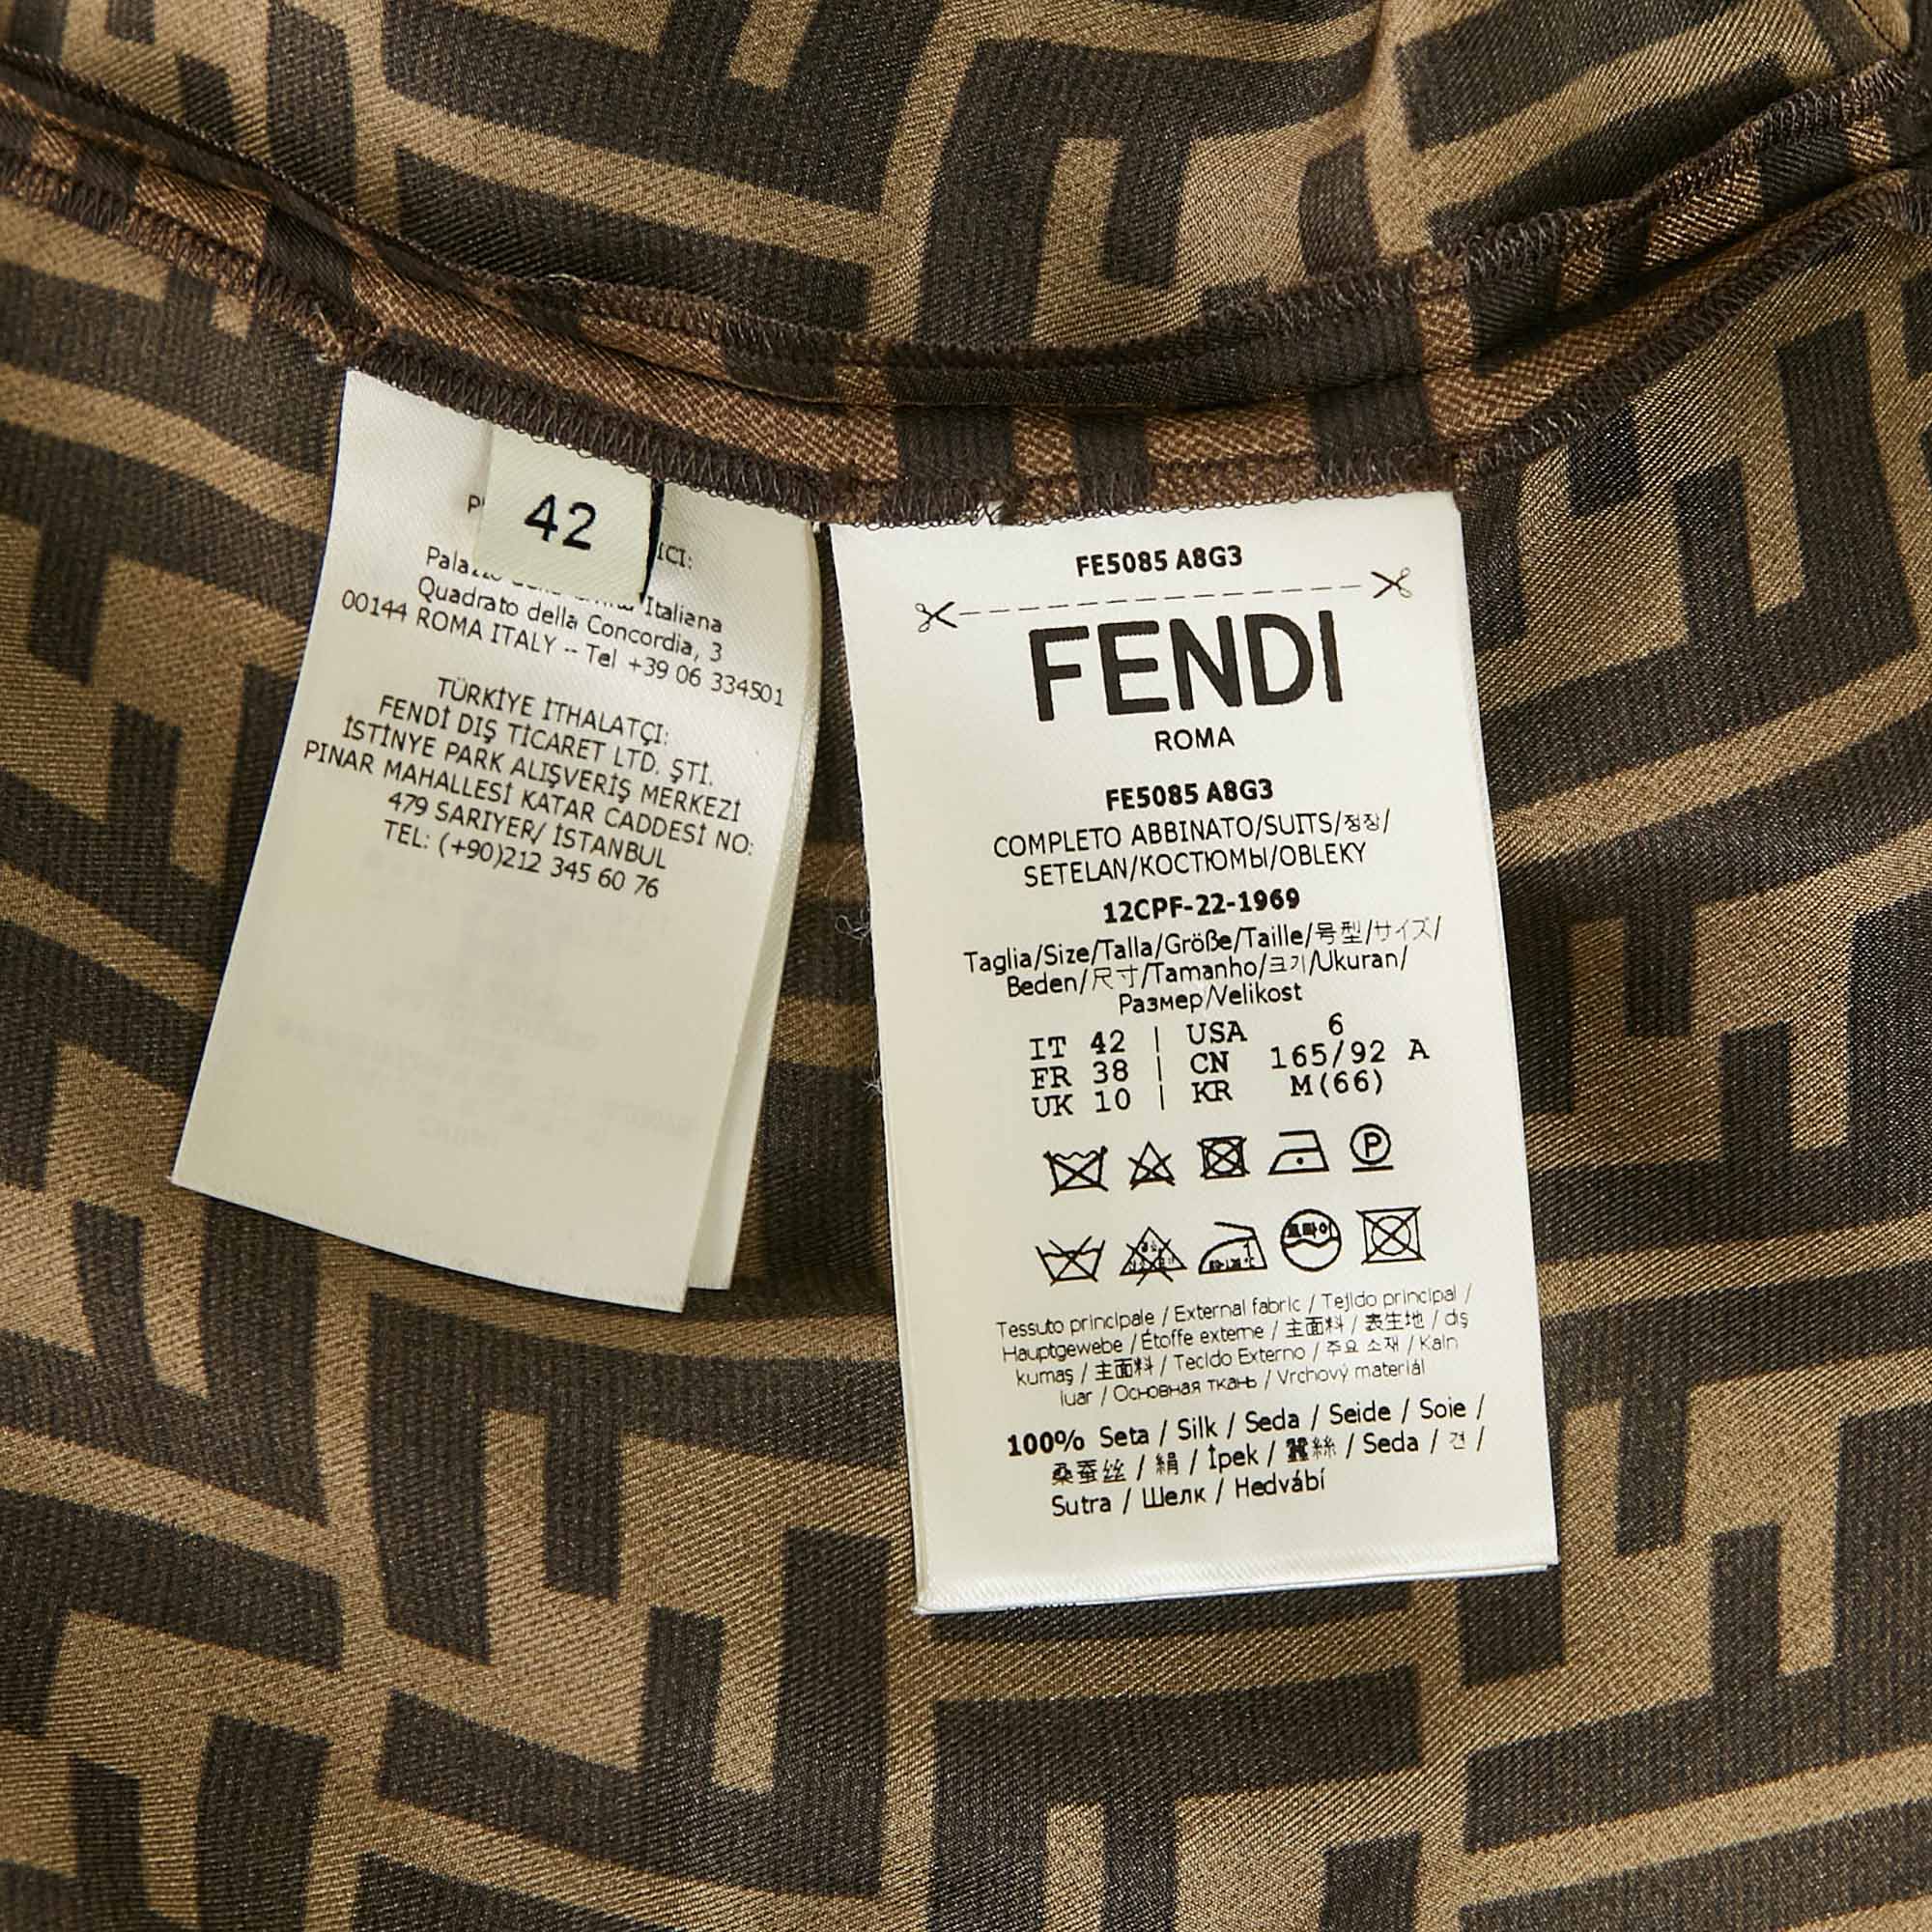 42
ICI:
Italiana
Quadrato della Concordia, 3
00144 ROMA ITALY -- Tel +39 06 334501
TÜRKİYE İTHALATÇI:
FENDİ DIŞ TİCARET LTD. ŞTİ.
İSTİNYE PARK ALIŞVERİŞ MERKEZİ
PINAR MAHALLESİ KATAR CADDESİ NO:
479 SARIYER/ İSTANBUL
TEL: (+90)212 345 60 76
FE5085 A8G3
FENDI
ROMA
FE5085 A8G3
COMPLETO ABBINATO/SUITS/정장/
SETELAN/КОСТЮМЫ/OBLEKY
12CPF-22-1969
Taglia/Size/Talla/Größe/Taille/号型/サイズ/
Beden/尺寸/Tamanho/크기/Ukuran/
Размер/Velikost
IT 42 | USA 6
FR 38 | CN 165/92 A
UK 10 | KR M(66)
P
드라이
Tessuto principale / External fabric / Tejido principal /
Hauptgewebe / Étoffe externe / 主面料 / 表生地 / dış
kumaş / 主面料 / Tecido Externo / 주요 소재 / Kain
luar / Основная ткань / Vrchový materiál
100% Seta / Silk / Seda / Seide / Soie /
桑蚕丝 / 絹 / İpek / 蠶絲 / Seda / 견 /
Sutra / Шелк / Hedvábí